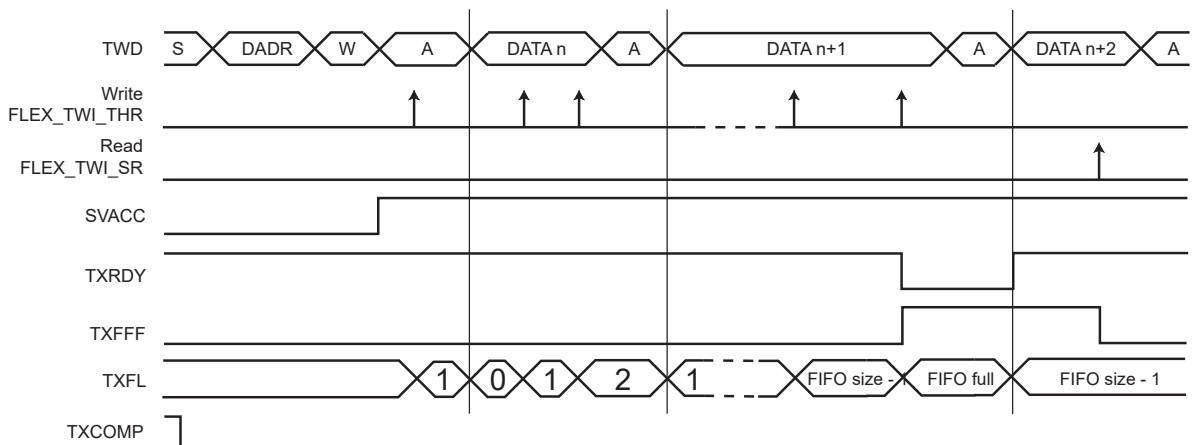 TWD S DADR W A DATA n A DATA n+1 A DATA n+2 A
Write
FLEX_TWI_THR
Read
FLEX_TWI_SR
SVACC
TXRDY
TXFFF
TXFL 1 0 1 2 1 FIFO size - 1 FIFO full FIFO size - 1
TXCOMP